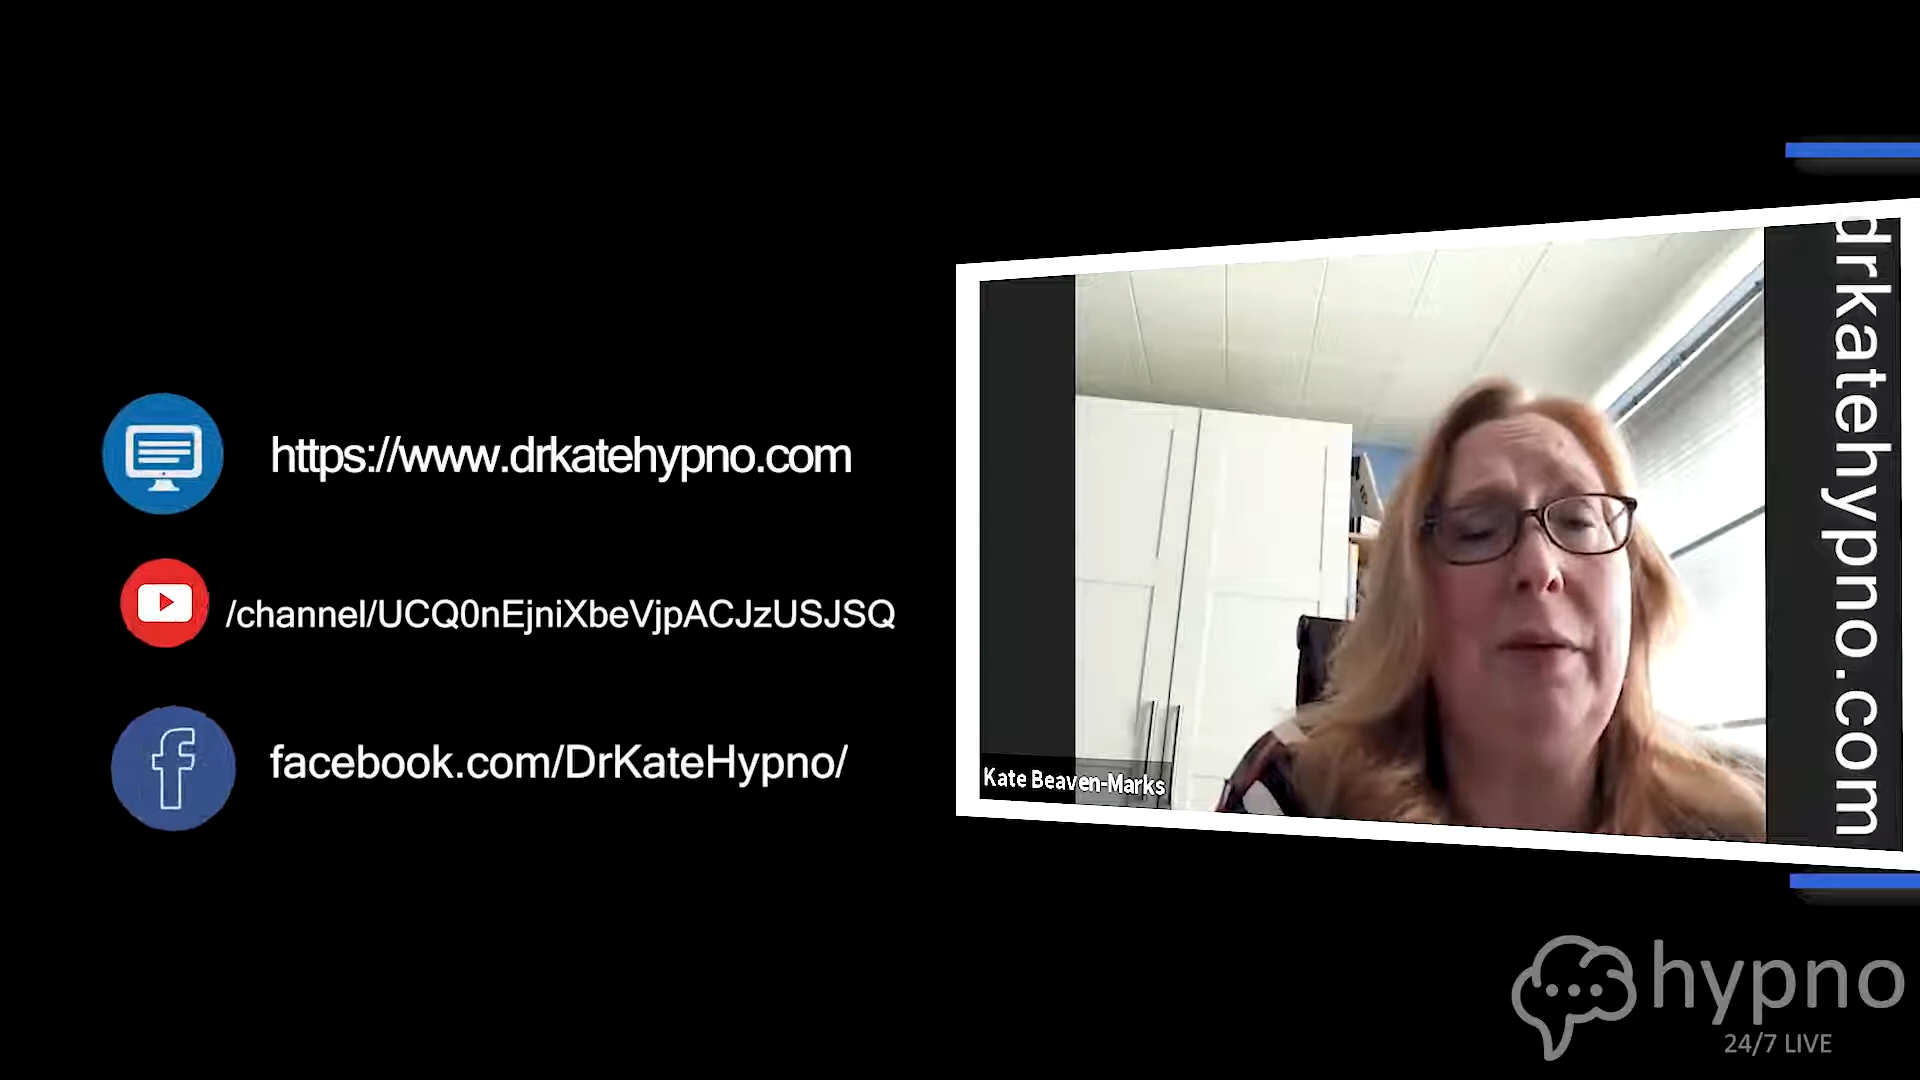 https://www.drkatehypno.com
/channel/UCQ0nEjniXbeVjpACJzUSJSQ
facebook.com/DrKateHypno/
Kate Beaven-Marks
drkatehypno.com
hypno
24/7 LIVE